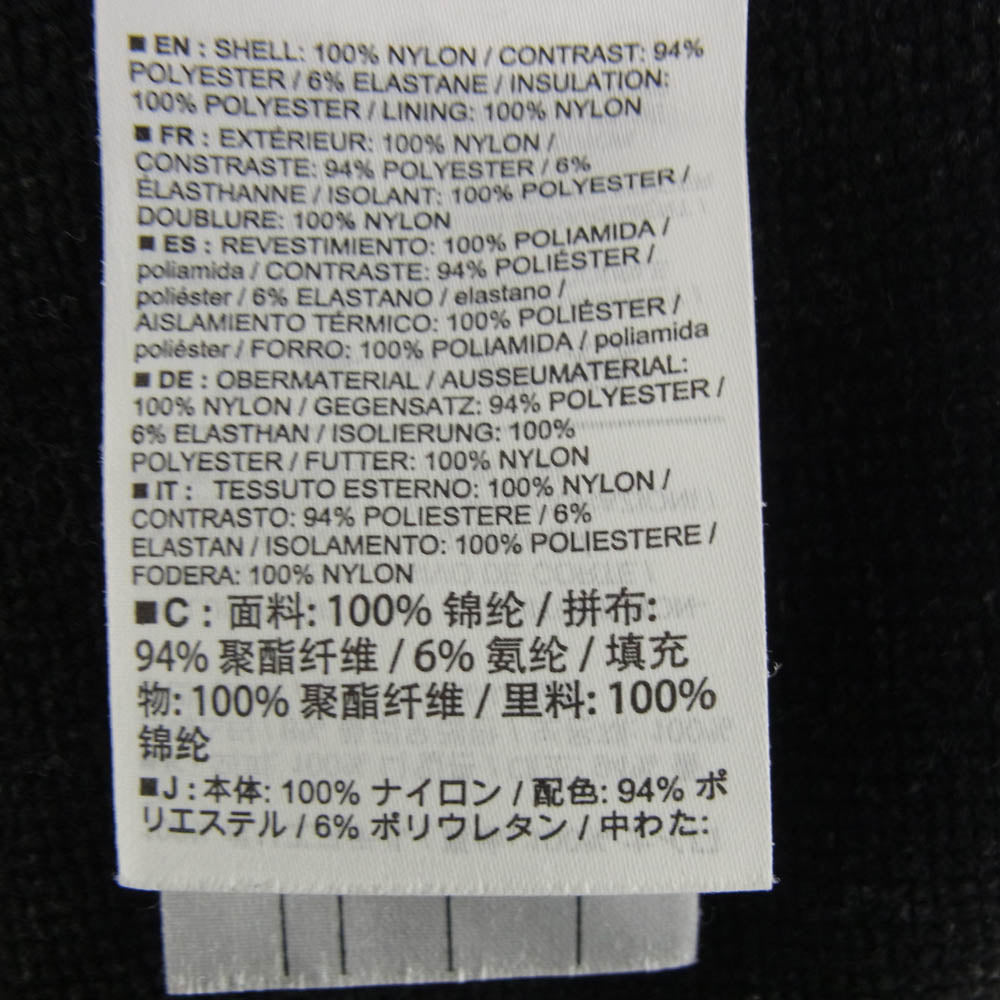 ■ EN : SHELL: 100% NYLON / CONTRAST: 94%
POLYESTER / 6% ELASTANE / INSULATION:
100% POLYESTER / LINING: 100% NYLON
■ FR : EXTÉRIEUR: 100% NYLON /
CONSTRASTE: 94% POLYESTER / 6%
ÉLASTHANNE / ISOLANT: 100% POLYESTER /
DOUBLURE: 100% NYLON
■ ES : REVESTIMIENTO: 100% POLIAMIDA /
poliamida / CONTRASTE: 94% POLIÉSTER /
poliéster / 6% ELASTANO / elastano /
AISLAMIENTO TÉRMICO: 100% POLIÉSTER /
poliéster / FORRO: 100% POLIAMIDA / poliamida
■ DE : OBERMATERIAL / AUSSEUMATERIAL:
100% NYLON / GEGENSATZ: 94% POLYESTER /
6% ELASTHAN / ISOLIERUNG: 100%
POLYESTER / FUTTER: 100% NYLON
■ IT : TESSUTO ESTERNO: 100% NYLON /
CONTRASTO: 94% POLIESTERE / 6%
ELASTAN / ISOLAMENTO: 100% POLIESTERE /
FODERA: 100% NYLON
■C : 面料: 100% 锦纶 / 拼布:
94% 聚酯纤维 / 6% 氨纶 / 填充
物: 100% 聚酯纤维 / 里料: 100%
锦纶
■J : 本体: 100% ナイロン / 配色: 94% ポ
リエステル / 6% ポリウレタン / 中わた: